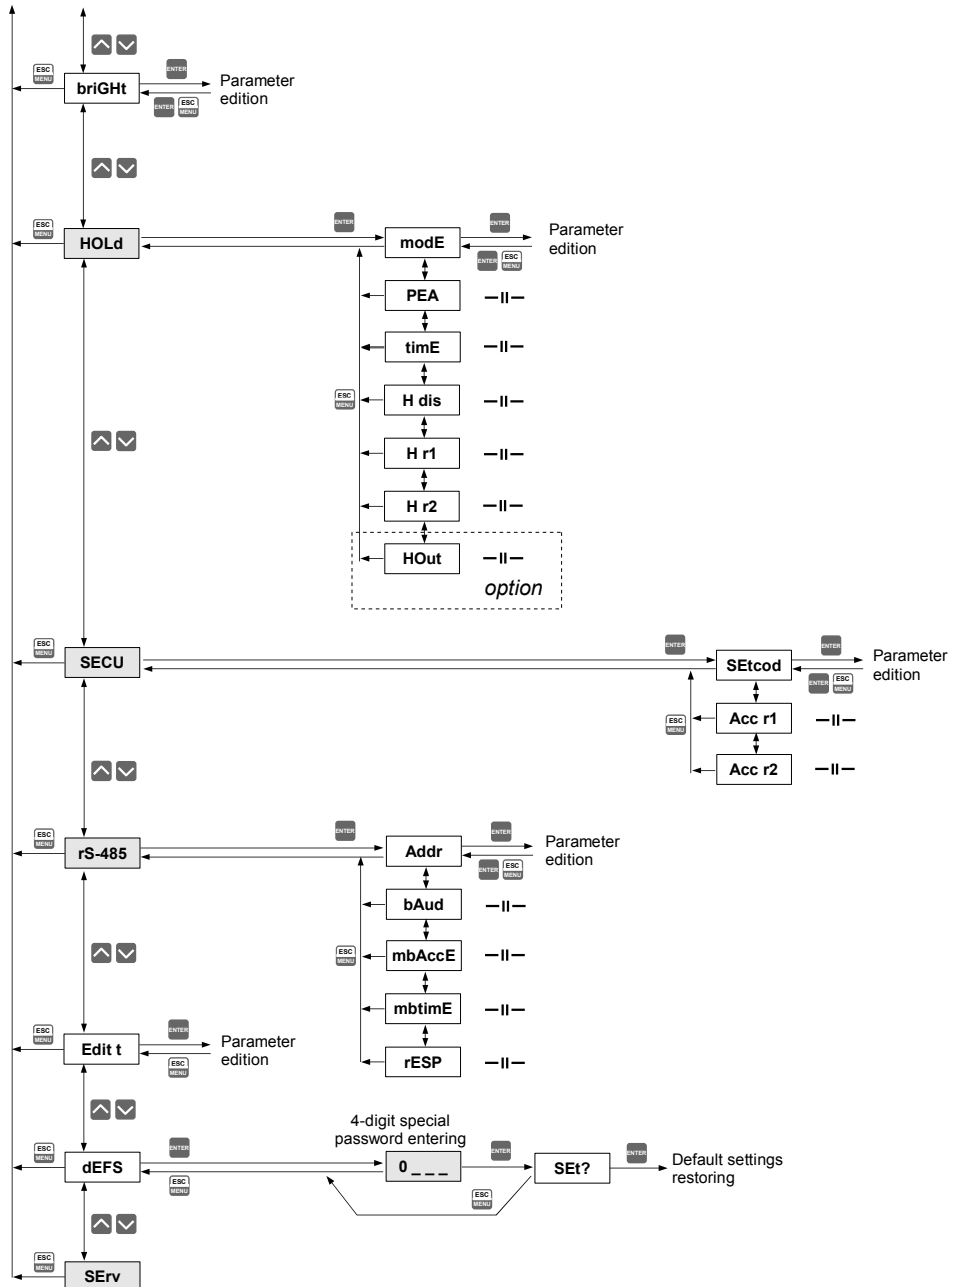 ESC
MENU
briGHt
ENTER
ENTER
ESC
MENU
Parameter
edition
ESC
MENU
HOLd
ENTER
modE
ENTER
ENTER
ESC
MENU
Parameter
edition
PEA
—II—
timE
—II—
ESC
MENU
H dis
—II—
H r1
—II—
H r2
—II—
HOut
—II—
option
ESC
MENU
SECU
ENTER
SEtcod
ENTER
ENTER
ESC
MENU
Parameter
edition
ESC
MENU
Acc r1
—II—
Acc r2
—II—
ESC
MENU
rS-485
ENTER
Addr
ENTER
ENTER
ESC
MENU
Parameter
edition
bAud
—II—
ESC
MENU
mbAccE
—II—
mbtimE
—II—
rESP
—II—
ESC
MENU
Edit t
ENTER
ESC
MENU
Parameter
edition
ESC
MENU
dEFS
ENTER
ESC
MENU
4-digit special
password entering
0 _ _ _
ENTER
SEt?
ESC
MENU
ENTER
Default settings
restoring
ESC
MENU
SErv